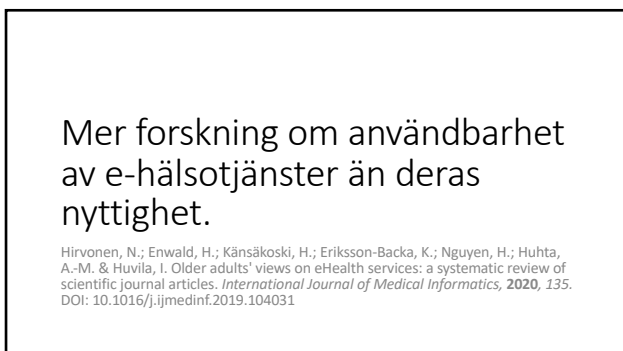 Mer forskning om användbarhet
av e-hälsotjänster än deras
nyttighet.
Hirvonen, N.; Enwald, H.; Känsäkoski, H.; Eriksson-Backa, K.; Nguyen, H.; Huhta,
A.-M. & Huvila, I. Older adults' views on eHealth services: a systematic review of
scientific journal articles. International Journal of Medical Informatics, 2020, 135.
DOI: 10.1016/j.ijmedinf.2019.104031